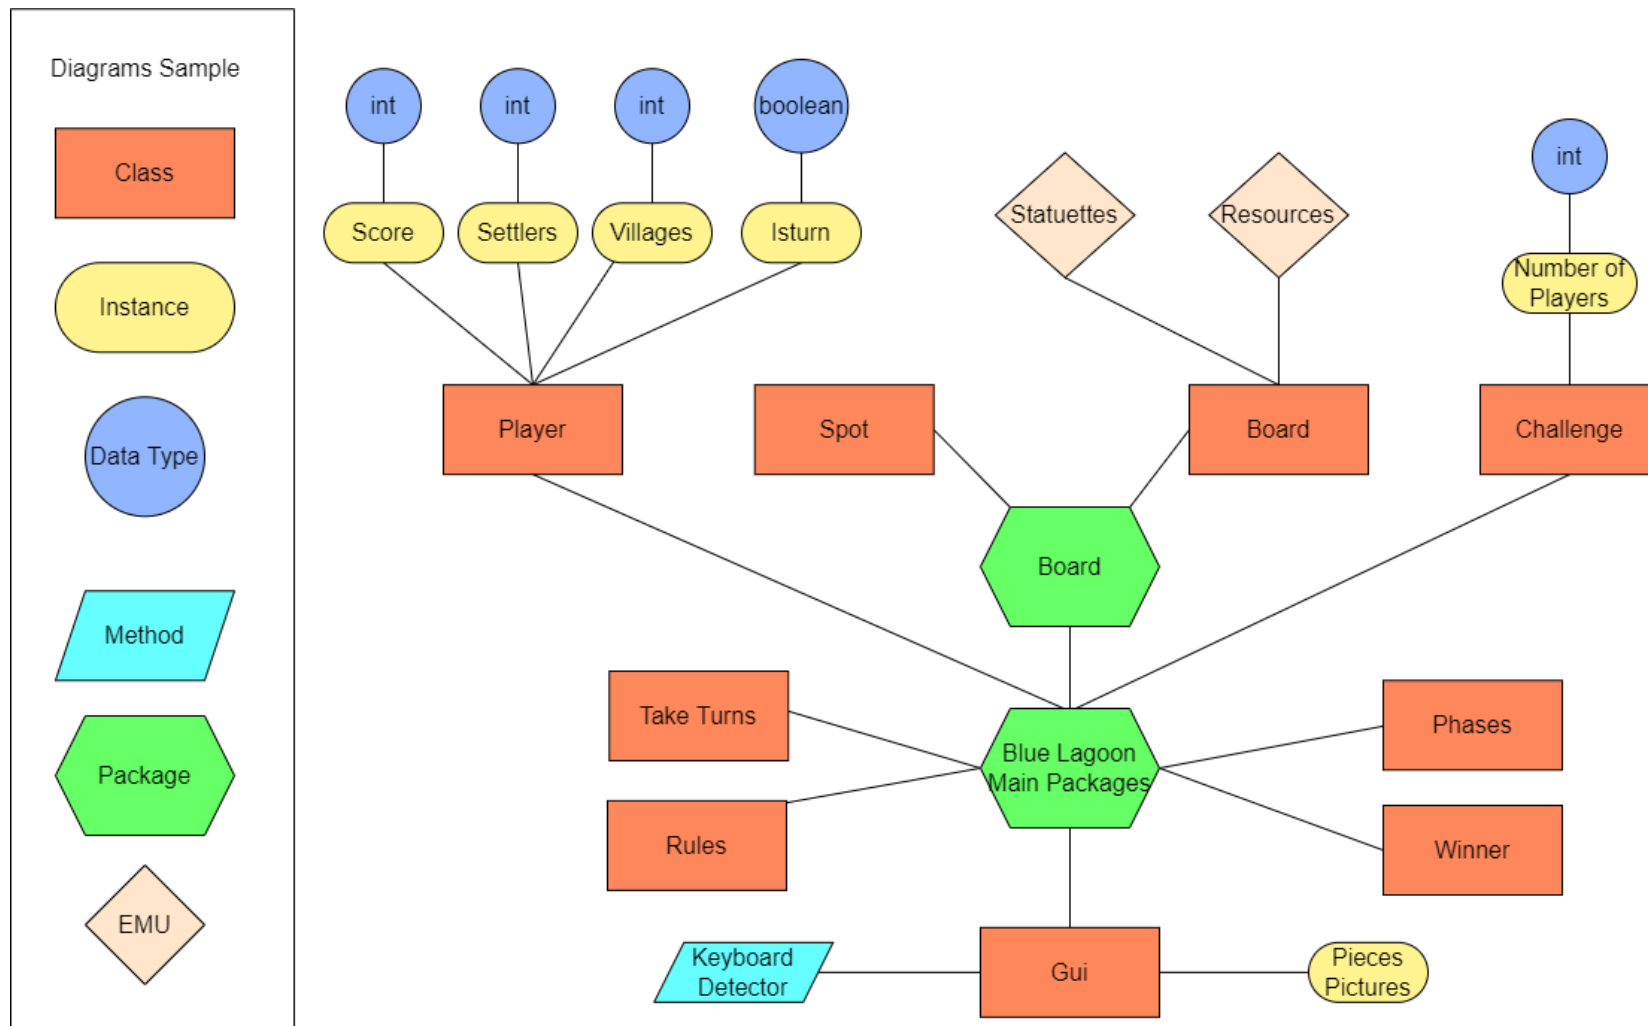 Diagrams Sample
Class
Instance
Data Type
Method
Package
EMU
int
int
int
boolean
Score
Settlers
Villages
Isturn
Statuettes
Resources
int
Number of
Players
Player
Spot
Board
Challenge
Board
Take Turns
Rules
Blue Lagoon
Main Packages
Phases
Winner
Keyboard
Detector
Gui
Pieces
Pictures